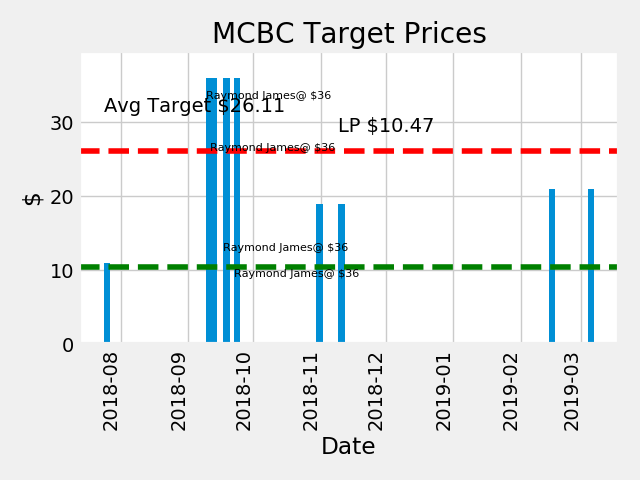 MCBC Target Prices
Raymond James@ $36
Avg Target $26.11
LP $10.47
Raymond James@ $36
Raymond James@ $36
Raymond James@ $36
30
20
10
0
$
2018-08
2018-09
2018-10
2018-11
2018-12
2019-01
2019-02
2019-03
Date